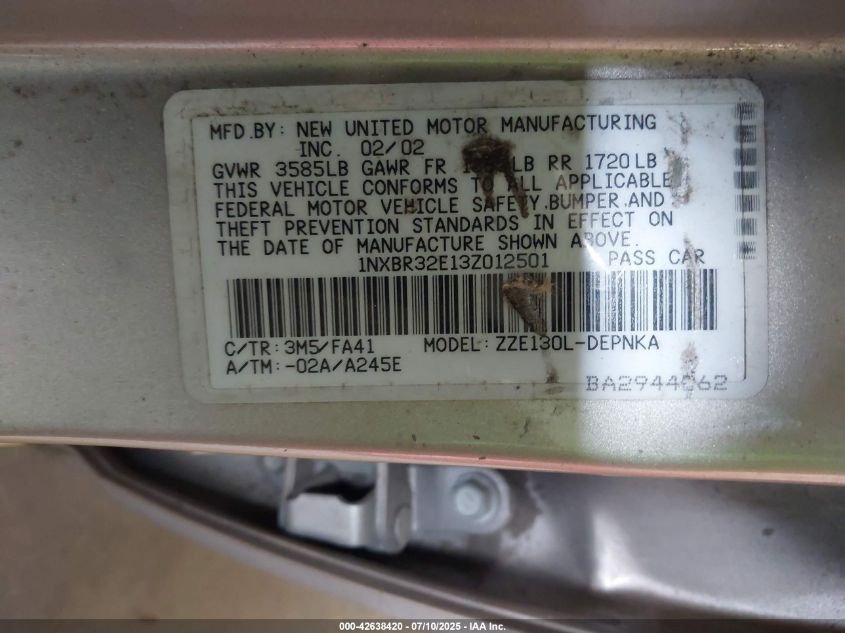 MFD.BY: NEW UNITED MOTOR MANUFACTURING
INC. 02/02
GVWR 3585LB GAWR FR LB RR 1720LB
THIS VEHICLE CONFORMS TO ALL APPLICABLE
FEDERAL MOTOR VEHICLE SAFETY, BUMPER, AND
THEFT PREVENTION STANDARDS IN EFFECT ON
THE DATE OF MANUFACTURE SHOWN ABOVE.
1NXBR32E13Z012501 PASS CAR
C/TR: 3M5/FA41 MODEL: ZZE130L-DEPNKA
A/TM: -02A/A245E
000-42638420 - 07/10/2025 - IAA Inc.